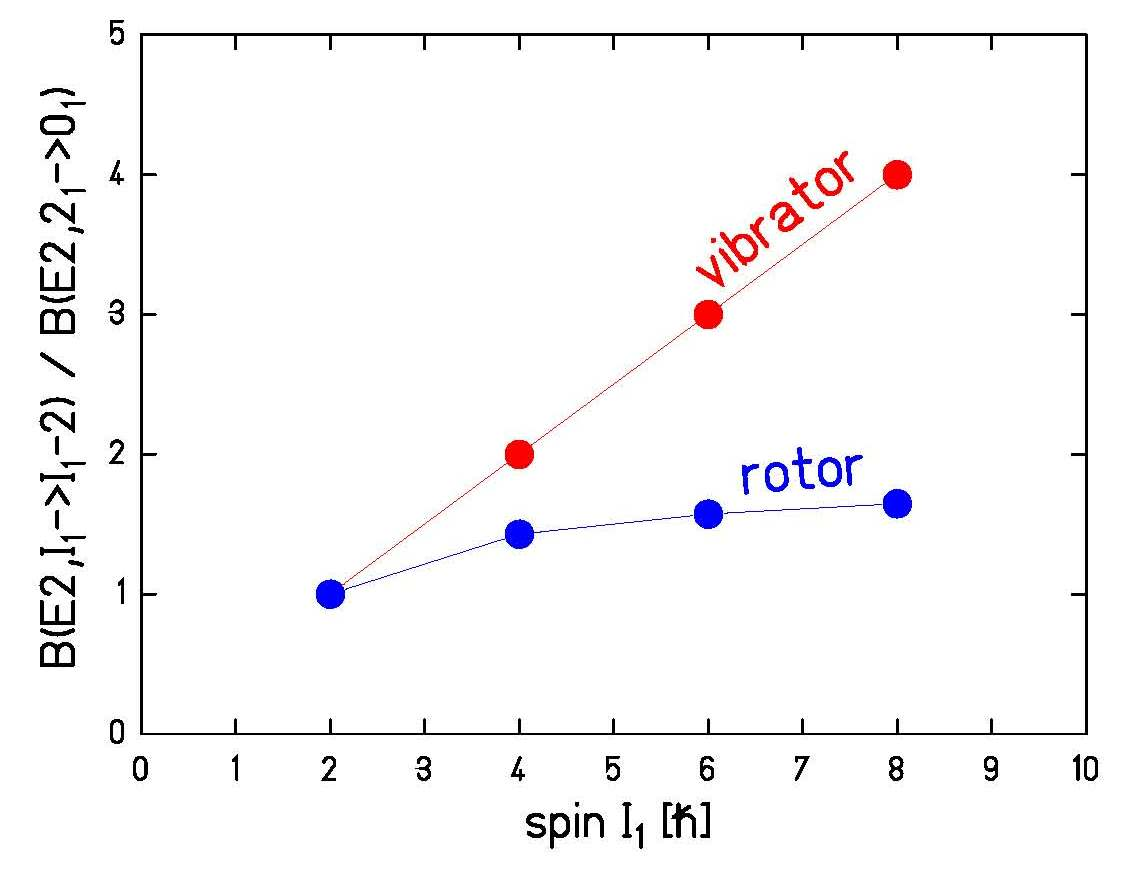 B(E2,I₁->I₁-2) / B(E2,2₁->0₁)
5
4
3
2
1
0
vibrator
rotor
0 1 2 3 4 5 6 7 8 9 10
spin I₁ [ℏ]